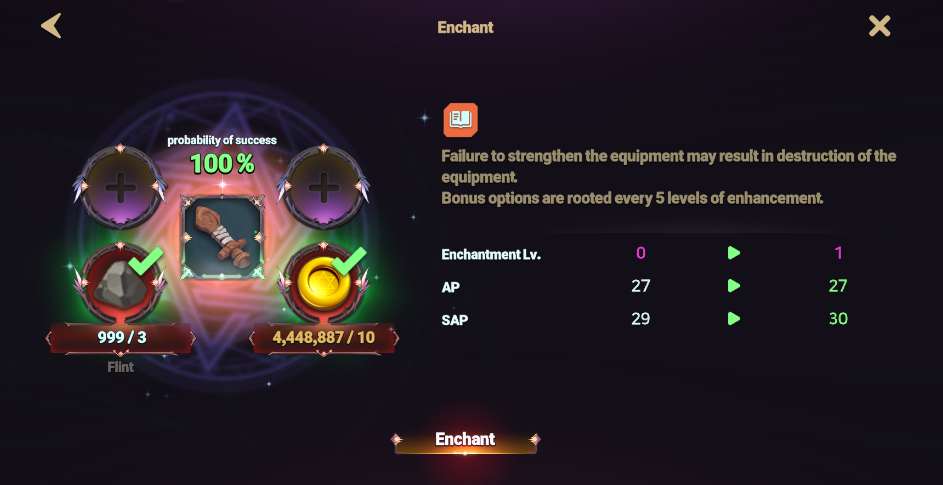 Enchant
probability of success
100 %
Failure to strengthen the equipment may result in destruction of the
equipment.
Bonus options are rooted every 5 levels of enhancement.
Enchantment Lv. 0 1
AP 27 27
SAP 29 30
999 / 3
4,448,887 / 10
Flint
Enchant